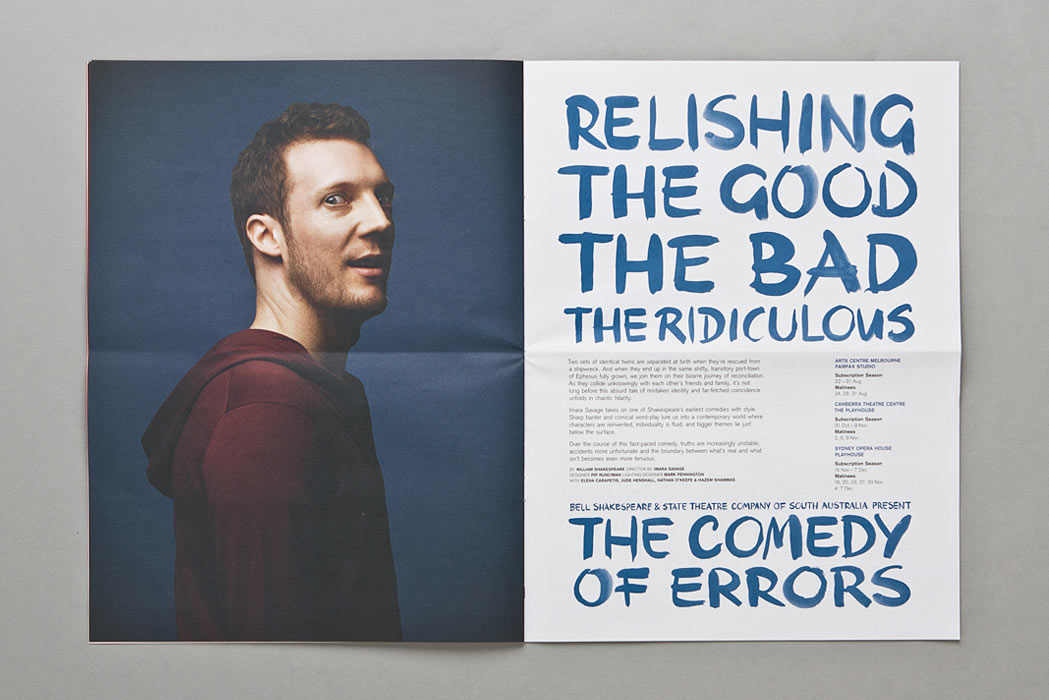 RELISHING
THE GOOD
THE BAD
THE RIDICULOUS
Two sets of identical twins are separated at birth when they're rescued from
a shipwreck. And when they end up in the same shifty, transitory port-town
of Ephesus fully grown, we join them on their bizarre journey of reconciliation.
As they collide unknowingly with each other's friends and family, it's not
long before this absurd tale of mistaken identity and far-fetched coincidence
unfolds in chaotic hilarity.
Imara Savage takes on one of Shakespeare's earliest comedies with style.
Sharp banter and comical word-play lure us into a contemporary world where
characters are reinvented, individuality is fluid, and bigger themes lie just
below the surface.
Over the course of this fast-paced comedy, truths are increasingly unstable,
accidents more unfortunate and the boundary between what's real and what
isn't becomes even more tenuous.
BY WILLIAM SHAKESPEARE DIRECTOR BY IMARA SAVAGE
DESIGNER PIP RUNCIMAN LIGHTING DESIGNER MARK PENNINGTON
WITH ELENA CARAPETIS, JUDE HENSHALL, NATHAN O'KEEFE & HAZEM SHAMMAS
ARTS CENTRE MELBOURNE
FAIRFAX STUDIO
Subscription Season
22 – 31 Aug
Matinees
24, 28, 31 Aug
CANBERRA THEATRE CENTRE
THE PLAYHOUSE
Subscription Season
31 Oct – 9 Nov
Matinees
5, 9 Nov
SYDNEY OPERA HOUSE
PLAYHOUSE
Subscription Season
15 Nov – 7 Dec
Matinees
27, 30 Nov
4, 7 Dec
BELL SHAKESPEARE & STATE THEATRE COMPANY OF SOUTH AUSTRALIA PRESENT
THE COMEDY
OF ERRORS